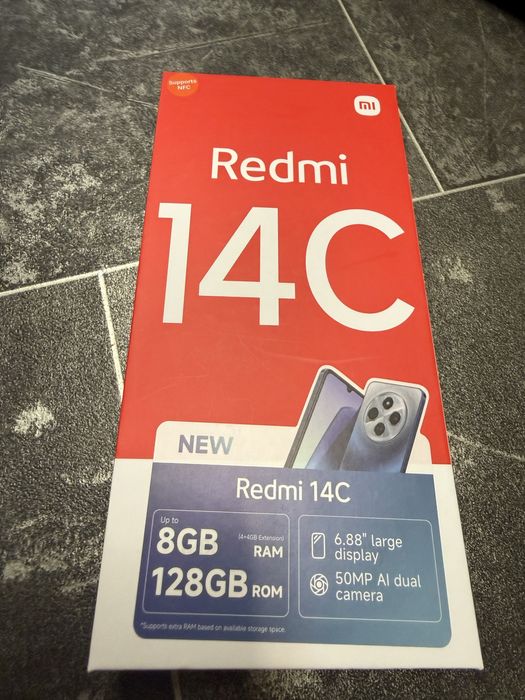 Supports
NFC
mi
Redmi
14C
NEW
Redmi 14C
Up to
8GB (4+4GB Extension) RAM
128GB ROM
6.88" large
display
50MP AI dual
camera
*Supports extra RAM based on available storage space.